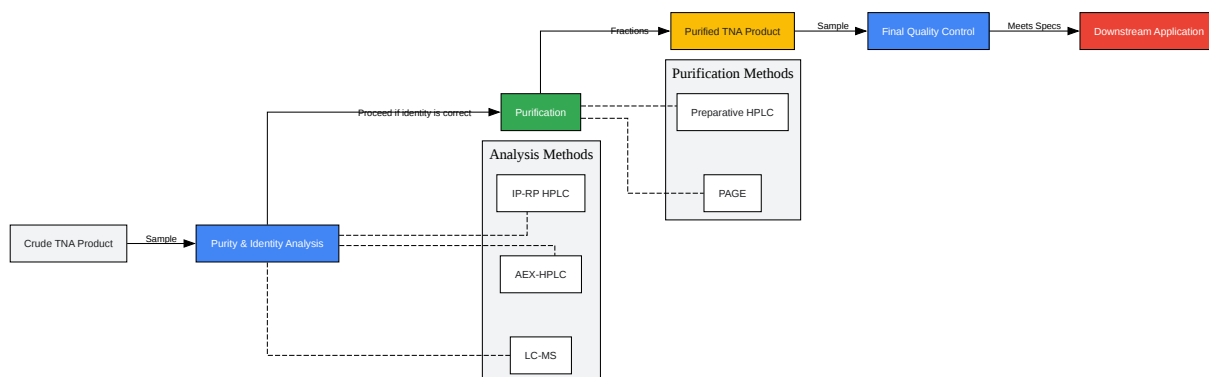 Fractions
Purified TNA Product
Sample
Final Quality Control
Meets Specs
Downstream Application
Purification Methods
Proceed if identity is correct
Purification
Preparative HPLC
Analysis Methods
IP-RP HPLC
PAGE
Crude TNA Product
Sample
Purity & Identity Analysis
AEX-HPLC
LC-MS